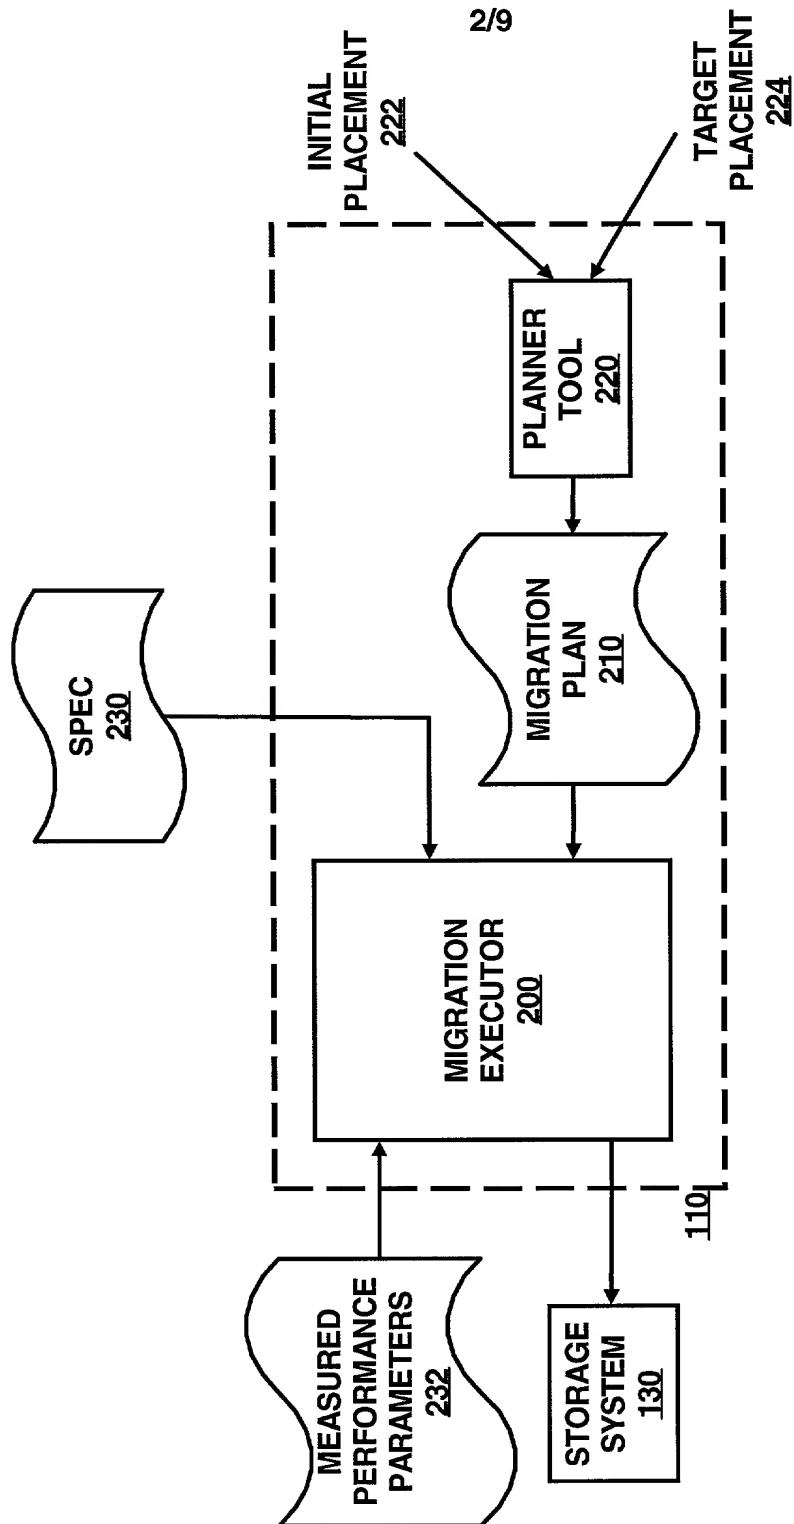 2/9
SPEC
230
INITIAL
PLACEMENT
222
TARGET
PLACEMENT
224
PLANNER
TOOL
220
MIGRATION
PLAN
210
MIGRATION
EXECUTOR
200
MEASURED
PERFORMANCE
PARAMETERS
232
STORAGE
SYSTEM
130
110